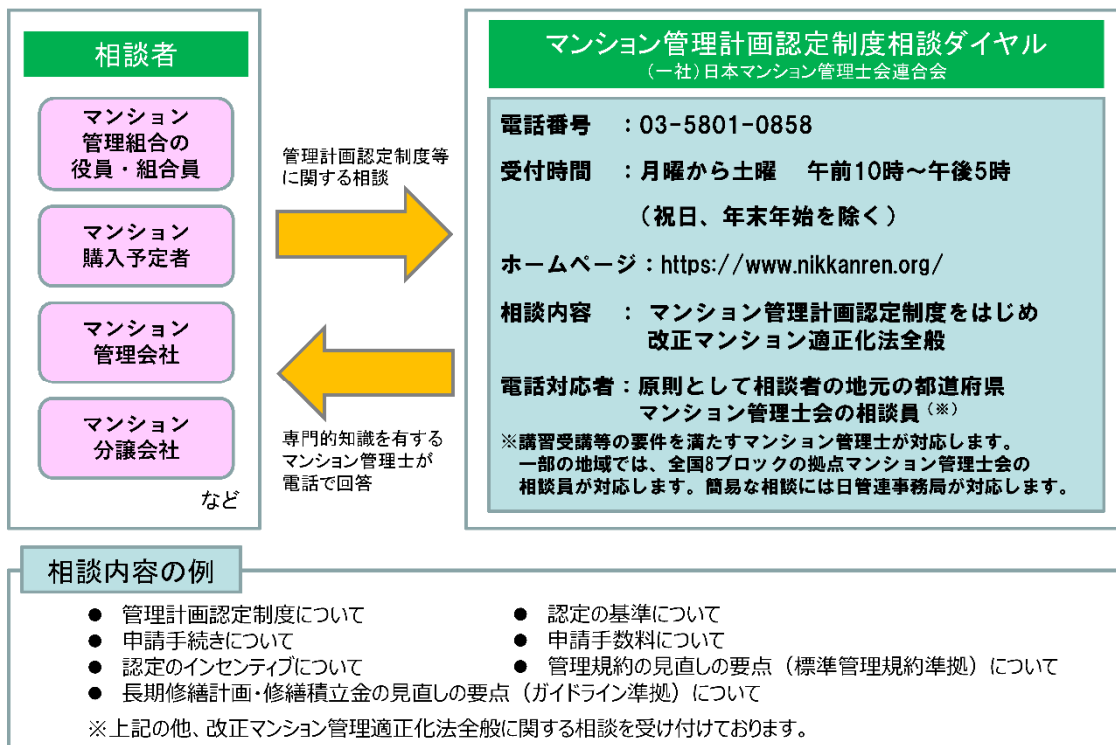 相談者
マンション
管理組合の
役員・組合員
マンション
購入予定者
マンション
管理会社
マンション
分譲会社
など
管理計画認定制度等
に関する相談
専門的知識を有する
マンション管理士が
電話で回答
マンション管理計画認定制度相談ダイヤル
(一社)日本マンション管理士会連合会
電話番号 :03-5801-0858
受付時間 :月曜から土曜 午前10時~午後5時
(祝日、年末年始を除く)
ホームページ:https://www.nikkanren.org/
相談内容 : マンション管理計画認定制度をはじめ
改正マンション適正化法全般
電話対応者:原則として相談者の地元の都道府県
マンション管理士会の相談員(※)
※講習受講等の要件を満たすマンション管理士が対応します。
一部の地域では、全国8ブロックの拠点マンション管理士会の
相談員が対応します。簡易な相談には日管連事務局が対応します。
相談内容の例
● 管理計画認定制度について
● 認定の基準について
● 申請手続きについて
● 申請手数料について
● 認定のインセンティブについて
● 管理規約の見直しの要点(標準管理規約準拠)について
● 長期修繕計画・修繕積立金の見直しの要点(ガイドライン準拠)について
※上記の他、改正マンション管理適正化法全般に関する相談を受け付けております。